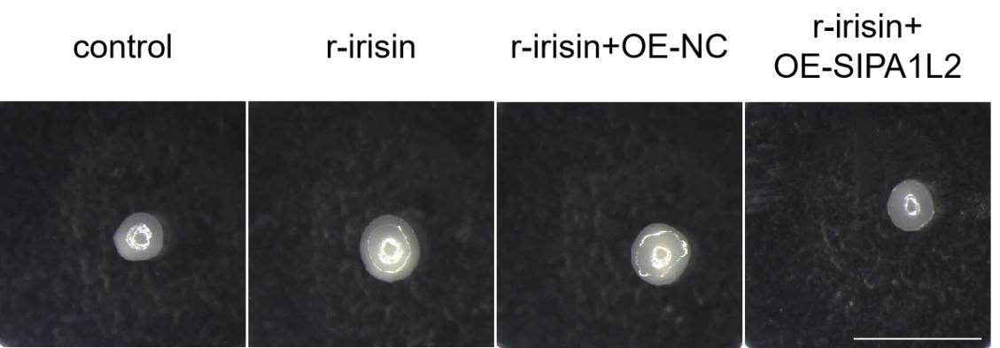 control
r-irisin
r-irisin+OE-NC
r-irisin+
OE-SIPA1L2